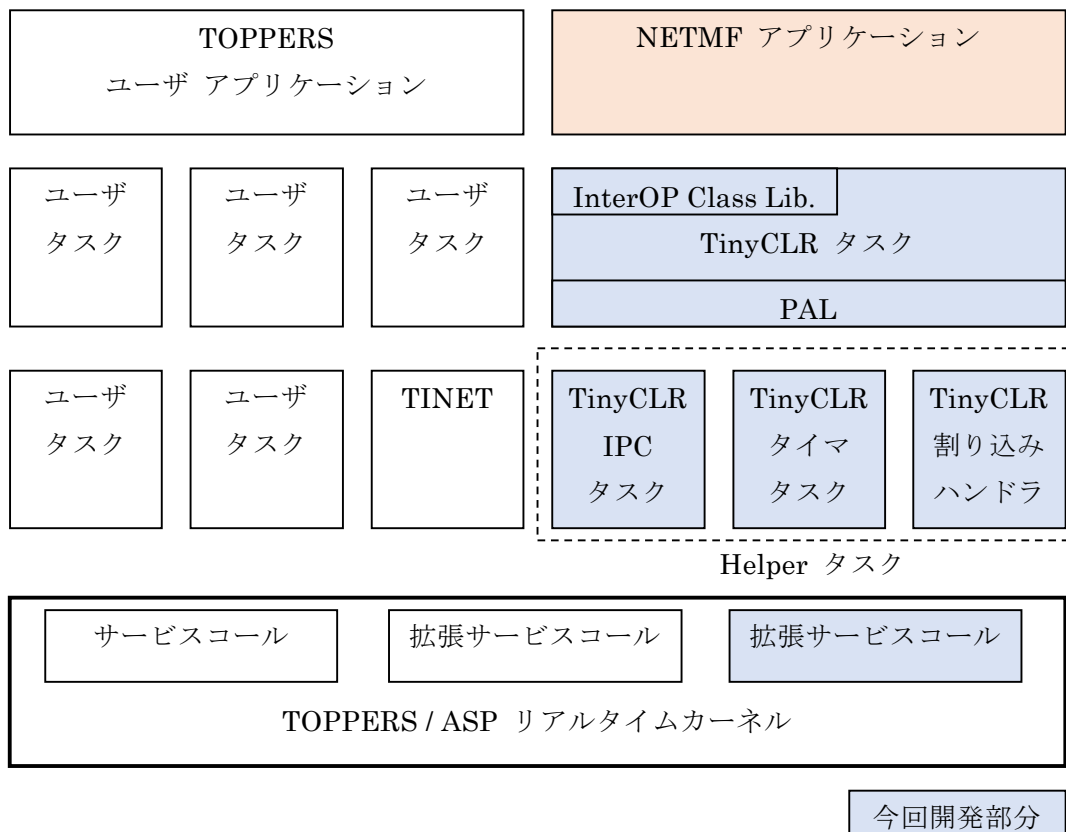 TOPPERS
ユーザ アプリケーション
NETMF アプリケーション
ユーザ
タスク
ユーザ
タスク
ユーザ
タスク
InterOP Class Lib.
TinyCLR タスク
PAL
ユーザ
タスク
ユーザ
タスク
TINET
TinyCLR
IPC
タスク
TinyCLR
タイマ
タスク
TinyCLR
割り込み
ハンドラ
Helper タスク
サービスコール
拡張サービスコール
拡張サービスコール
TOPPERS / ASP リアルタイムカーネル
今回開発部分